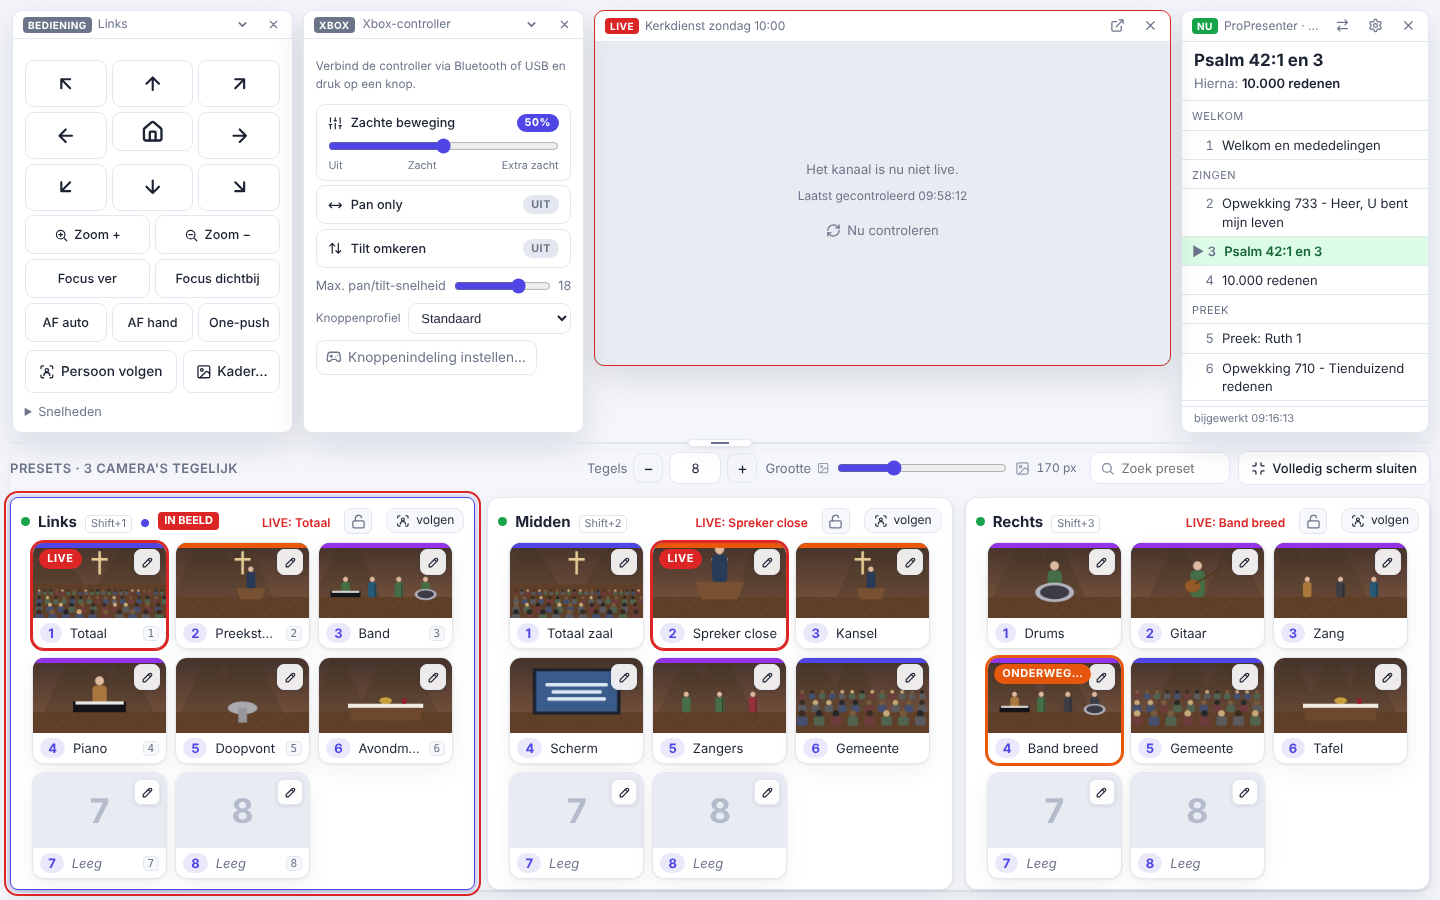 BEDIENING Links
Zoom +
Zoom −
Focus ver
Focus dichtbij
AF auto
AF hand
One-push
Persoon volgen
Kader...
Snelheden
XBOX Xbox-controller
Verbind de controller via Bluetooth of USB en
druk op een knop.
Zachte beweging 50%
Uit
Zacht
Extra zacht
Pan only UIT
Tilt omkeren UIT
Max. pan/tilt-snelheid 18
Knoppenprofiel Standaard
Knoppenindeling instellen...
LIVE Kerkdienst zondag 10:00
Het kanaal is nu niet live.
Laatst gecontroleerd 09:58:12
Nu controleren
NU ProPresenter · ...
Psalm 42:1 en 3
Hierna: 10.000 redenen
WELKOM
1 Welkom en mededelingen
ZINGEN
2 Opwekking 733 - Heer, U bent
mijn leven
3 Psalm 42:1 en 3
4 10.000 redenen
PREEK
5 Preek: Ruth 1
6 Opwekking 710 - Tienduizend
redenen
bijgewerkt 09:16:13
PRESETS · 3 CAMERA'S TEGELIJK
Tegels − 8 + Grootte 170 px
Zoek preset
Volledig scherm sluiten
Links Shift+1 IN BEELD LIVE: Totaal volgen
LIVE
1 Totaal 1
2 Preekst... 2
3 Band 3
4 Piano 4
5 Doopvont 5
6 Avondm... 6
7
8
7 Leeg 7
8 Leeg 8
Midden Shift+2 LIVE: Spreker close volgen
LIVE
1 Totaal zaal
2 Spreker close
3 Kansel
4 Scherm
5 Zangers
6 Gemeente
7
8
7 Leeg
8 Leeg
Rechts Shift+3 LIVE: Band breed volgen
1 Drums
2 Gitaar
3 Zang
ONDERWEG...
4 Band breed
5 Gemeente
6 Tafel
7
8
7 Leeg
8 Leeg